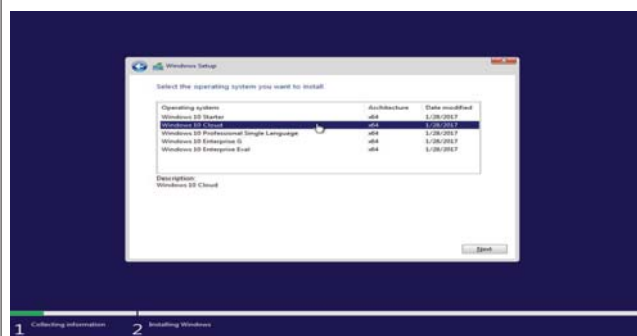 Windows Setup
Select the operating system you want to install.
Operating system Architecture Date modified
Windows 10 Starter x64 1/28/2017
Windows 10 Cloud x64 1/28/2017
Windows 10 Professional Single Language x64 1/28/2017
Windows 10 Enterprise G x64 1/28/2017
Windows 10 Enterprise Eval x64 1/28/2017
Description:
Windows 10 Cloud
Next
1 Collecting information 2 Installing Windows